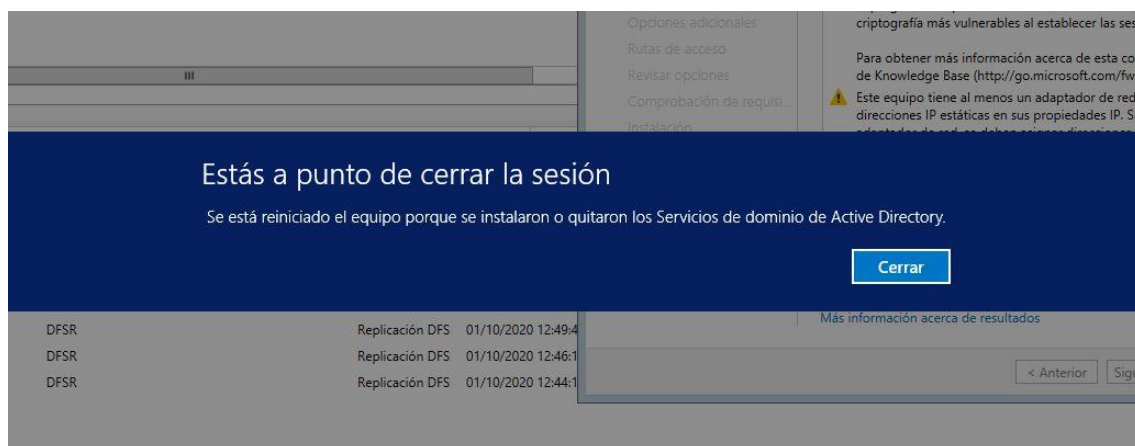 Opciones adicionales
Rutas de acceso
Revisar opciones
Comprobación de requisi...
Instalación
criptografía más vulnerables al establecer las ses
Para obtener más información acerca de esta co
de Knowledge Base (http://go.microsoft.com/fw
Este equipo tiene al menos un adaptador de red
direcciones IP estáticas en sus propiedades IP. S
Estás a punto de cerrar la sesión
Se está reiniciado el equipo porque se instalaron o quitaron los Servicios de dominio de Active Directory.
Cerrar
Más información acerca de resultados
DFSR Replicación DFS 01/10/2020 12:49:4
DFSR Replicación DFS 01/10/2020 12:46:1
DFSR Replicación DFS 01/10/2020 12:44:1
< Anterior
Sigu